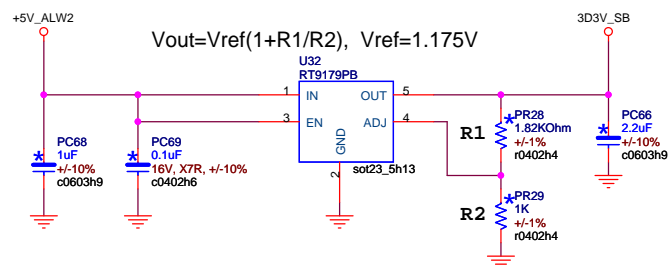 +5V_ALW2
3D3V_SB
Vout=Vref(1+R1/R2), Vref=1.175V
U32
RT9179PB
1 IN OUT 5
3 EN ADJ 4
GND
2
sot23_5h13
PC68
1uF
+/-10%
c0603h9
PC69
0.1uF
16V, X7R, +/-10%
c0402h6
R1
PR28
1.82KOhm
+/-1%
r0402h4
PC66
2.2uF
+/-10%
c0603h9
R2
PR29
1K
+/-1%
r0402h4